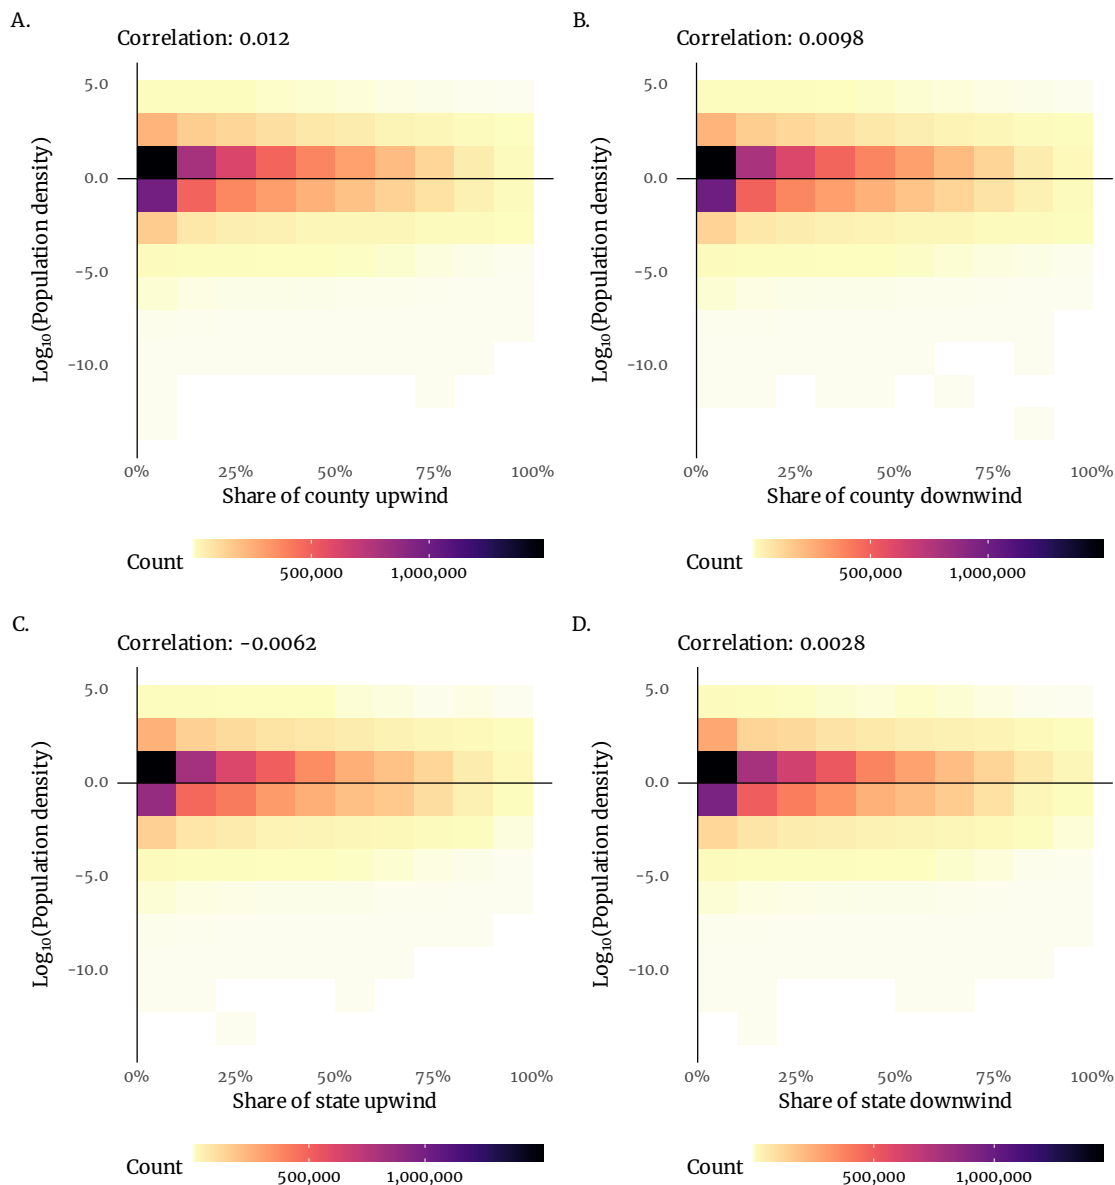 A.
Correlation: 0.012
5.0
0.0
−5.0
−10.0
Log₁₀(Population density)
0%
25%
50%
75%
100%
Share of county upwind
Count
500,000
1,000,000
B.
Correlation: 0.0098
5.0
0.0
−5.0
−10.0
Log₁₀(Population density)
0%
25%
50%
75%
100%
Share of county downwind
Count
500,000
1,000,000
C.
Correlation: -0.0062
5.0
0.0
−5.0
−10.0
Log₁₀(Population density)
0%
25%
50%
75%
100%
Share of state upwind
Count
500,000
1,000,000
D.
Correlation: 0.0028
5.0
0.0
−5.0
−10.0
Log₁₀(Population density)
0%
25%
50%
75%
100%
Share of state downwind
Count
500,000
1,000,000